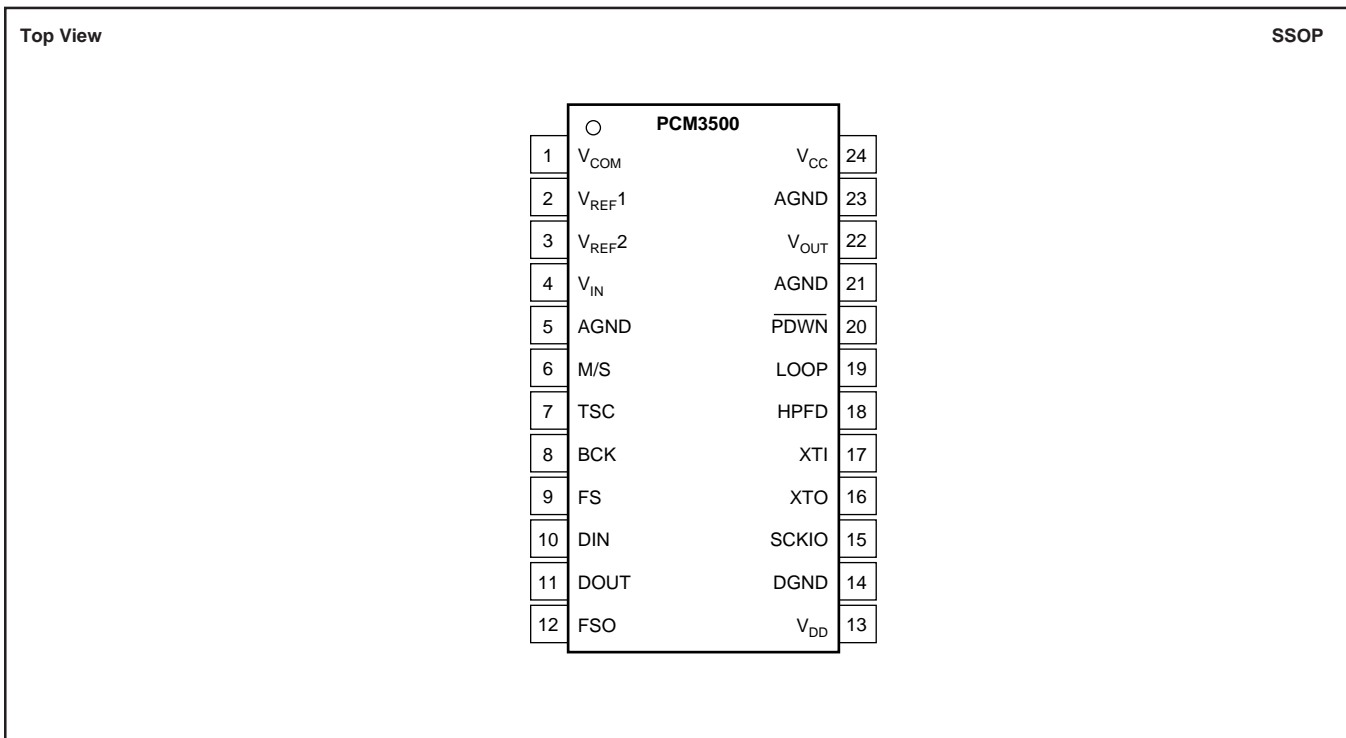 Top View SSOP
PCM3500
1 VCOM VCC 24
2 VREF1 AGND 23
3 VREF2 VOUT 22
4 VIN AGND 21
5 AGND PDWN 20
6 M/S LOOP 19
7 TSC HPFD 18
8 BCK XTI 17
9 FS XTO 16
10 DIN SCKIO 15
11 DOUT DGND 14
12 FSO VDD 13